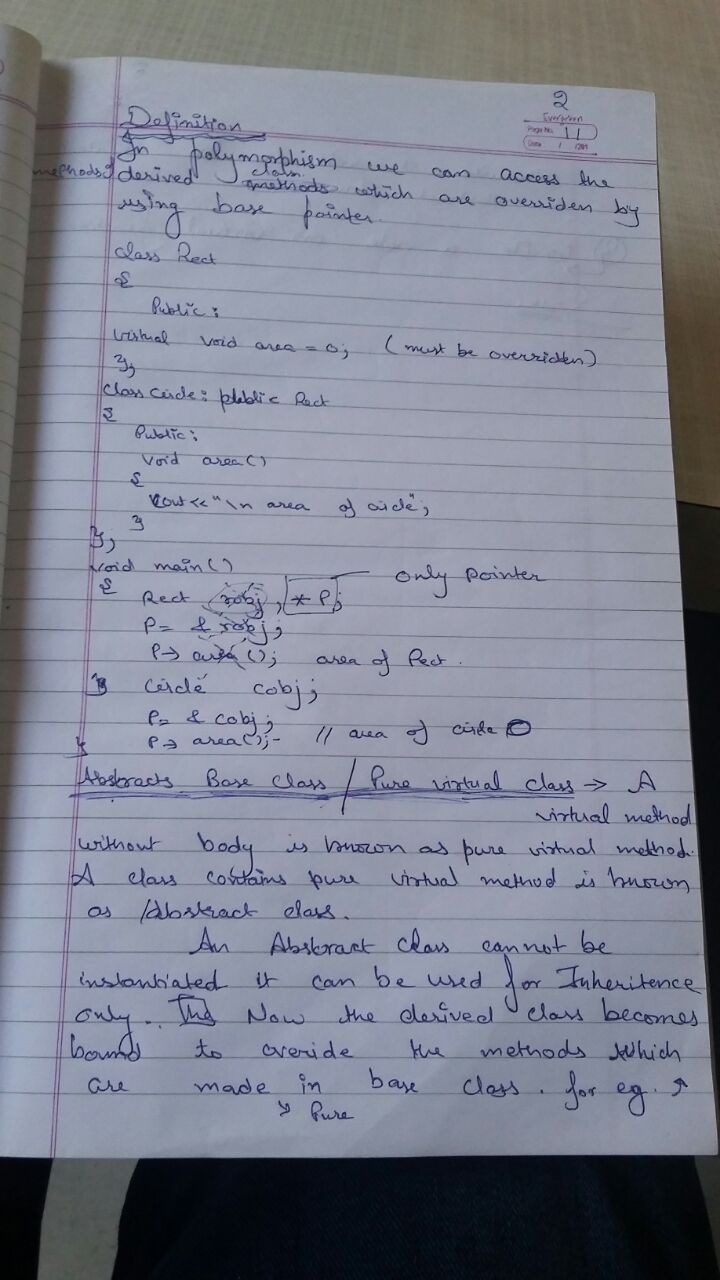 2
Evergreen
Page No. 11
Date / /201
Definition
In polymorphism we can access the
methods of derived class methods which are overriden by
using base pointer.
class Rect
{
Public:
virtual void area = 0; (must be overridden)
};
class Circle: public Rect
{
Public:
void area()
{
cout<<"\n area of circle";
}
};
void main()
{
Rect robj, *P; only pointer
P= & robj;
P→ area(); area of Rect.
Circle cobj;
P= & cobj;
P→ area(); // area of circle
}
Abstracts Base Class / Pure virtual class → A
virtual method
without body is known as pure virtual method.
A class contains pure virtual method is known
as Abstract class.
An Abstract class cannot be
instantiated it can be used for Inheritence
only. Now the derived class becomes
bound to overide the methods which
are made in base class. for eg. ↗
↘ Pure